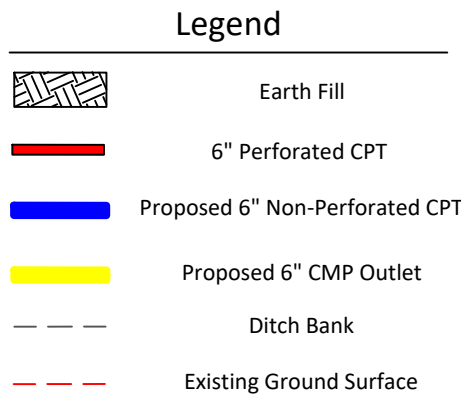 Legend
Earth Fill
6" Perforated CPT
Proposed 6" Non-Perforated CPT
Proposed 6" CMP Outlet
Ditch Bank
Existing Ground Surface